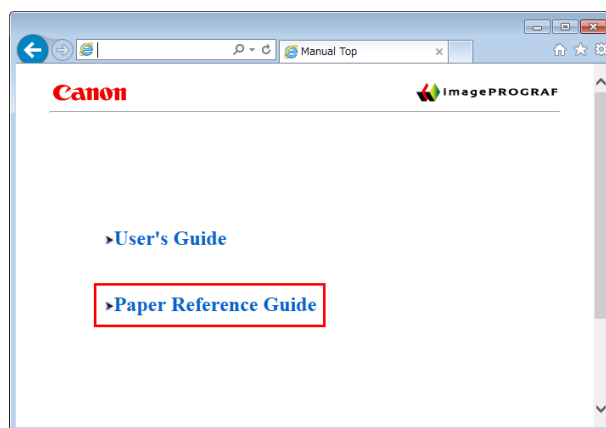 Manual Top
Canon
imagePROGRAF
User's Guide
Paper Reference Guide